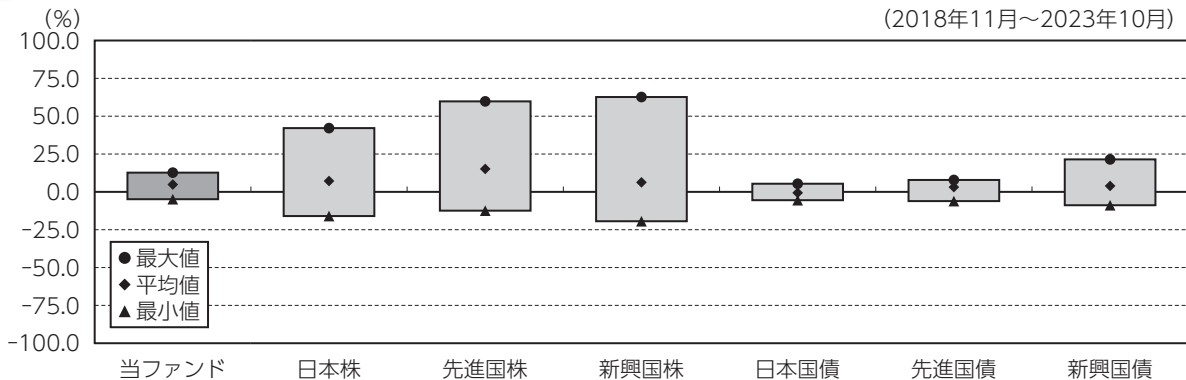 (%)
(2018年11月～2023年10月)
100.0
75.0
50.0
25.0
0.0
-25.0
-50.0
-75.0
-100.0
●最大値
◆平均値
▲最小値
当ファンド 日本株 先進国株 新興国株 日本国債 先進国債 新興国債